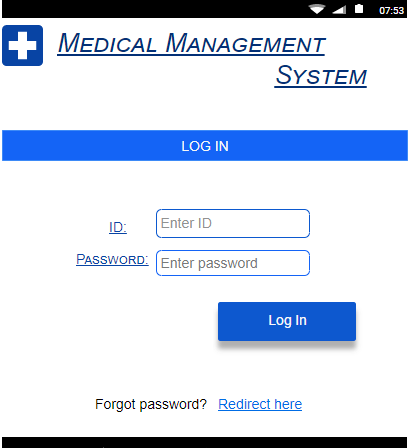 07:53
Medical Management
System
LOG IN
ID:
Enter ID
Password:
Enter password
Log In
Forgot password? Redirect here